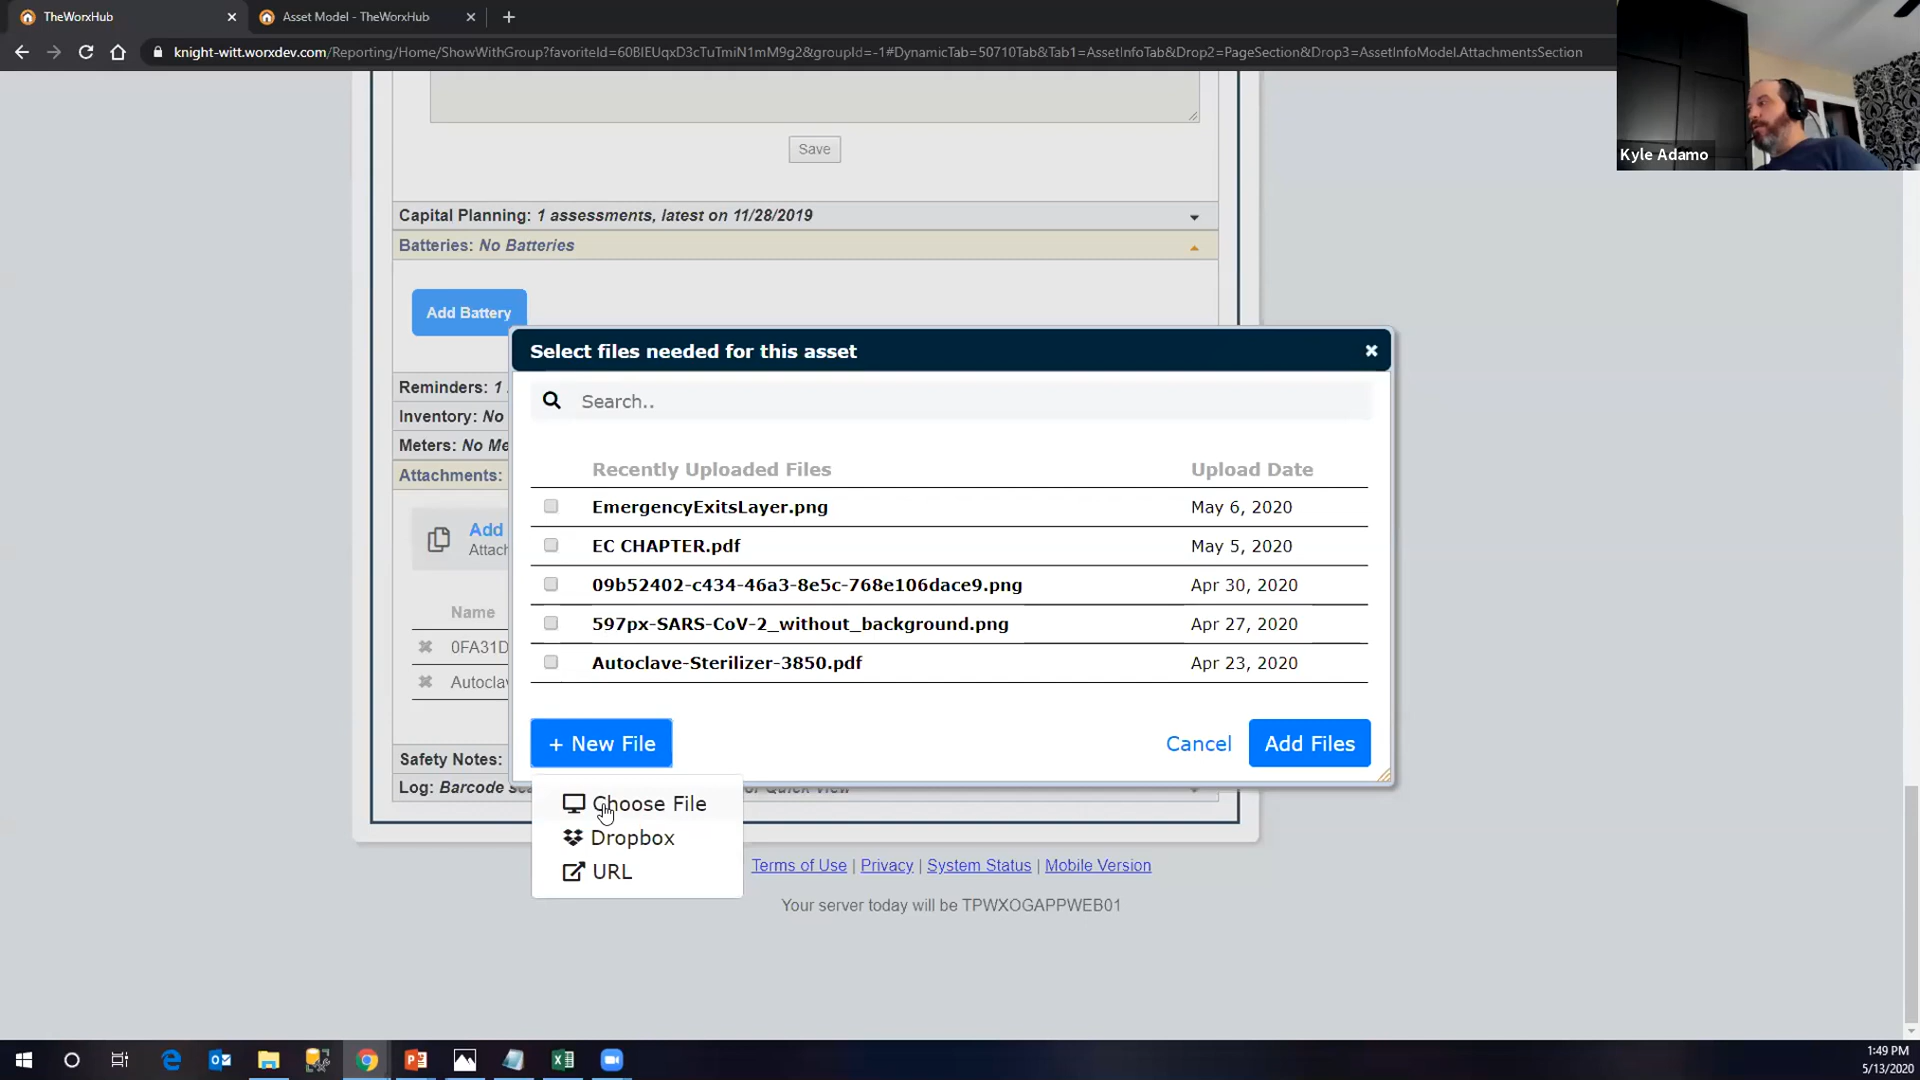 TheWorxHub
Asset Model - TheWorxHub
knight-witt.worxdev.com/Reporting/Home/ShowWithGroup?favoriteId=60BIEUqxD3cTuTmiN1mM9g2&groupId=-1#DynamicTab=50710Tab&Tab1=AssetInfoTab&Drop2=PageSection&Drop3=AssetInfoModel.AttachmentsSection
Kyle Adamo
Save
Capital Planning: 1 assessments, latest on 11/28/2019
Batteries: No Batteries
Add Battery
Select files needed for this asset
Search..
Reminders: 1
Inventory: No
Meters: No Me
Attachments:
Add
Attach
Name
0FA31D
Autocla
Recently Uploaded Files Upload Date
EmergencyExitsLayer.png May 6, 2020
EC CHAPTER.pdf May 5, 2020
09b52402-c434-46a3-8e5c-768e106dace9.png Apr 30, 2020
597px-SARS-CoV-2_without_background.png Apr 27, 2020
Autoclave-Sterilizer-3850.pdf Apr 23, 2020
+ New File
Cancel
Add Files
Safety Notes:
Log: Barcode sc or Quick View
Choose File
Dropbox
URL
Terms of Use | Privacy | System Status | Mobile Version
Your server today will be TPWXOGAPPWEB01
1:49 PM
5/13/2020